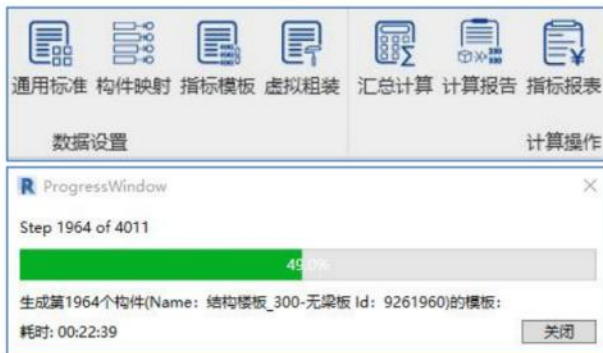 通用标准 构件映射 指标模板 虚拟粗装 汇总计算 计算报告 指标报表
数据设置 计算操作
R ProgressWindow
Step 1964 of 4011
49.0%
生成第1964个构件(Name：结构楼板_300-无梁板 Id：9261960)的模板：
耗时: 00:22:39 关闭